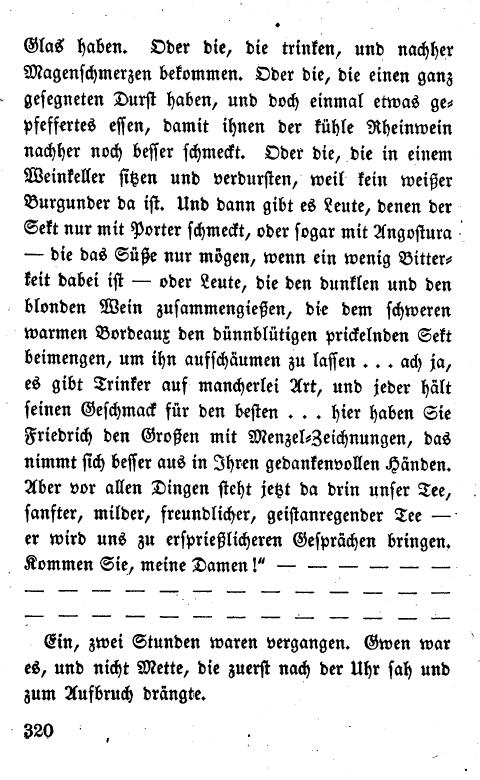 Glas haben. Oder die, die trinken, und nachher
Magenschmerzen bekommen. Oder die, die einen ganz
gesegneten Durst haben, und doch einmal etwas ge-
pfeffertes essen, damit ihnen der kühle Rheinwein
nachher noch besser schmeckt. Oder die, die in einem
Weinkeller sitzen und verdursten, weil kein weißer
Burgunder da ist. Und dann gibt es Leute, denen der
Sekt nur mit Porter schmeckt, oder sogar mit Angostura
— die das Süße nur mögen, wenn ein wenig Bitter-
keit dabei ist — oder Leute, die den dunklen und den
blonden Wein zusammengießen, die dem schweren
warmen Bordeaux den dünnblütigen prickelnden Sekt
beimengen, um ihn aufschäumen zu lassen . . . ach ja,
es gibt Trinker auf mancherlei Art, und jeder hält
seinen Geschmack für den besten . . . hier haben Sie
Friedrich den Großen mit Menzel-Zeichnungen, das
nimmt sich besser aus in Ihren gedankenvollen Händen.
Aber vor allen Dingen steht jetzt da drin unser Tee,
sanfter, milder, freundlicher, geistanregender Tee —
er wird uns zu ersprießlicheren Gesprächen bringen.
Kommen Sie, meine Damen!“ — — — — — —
— — — — — — — — — — — — —
— — — — — — — — — — — — —
Ein, zwei Stunden waren vergangen. Gwen war
es, und nicht Mette, die zuerst nach der Uhr sah und
zum Aufbruch drängte.
320